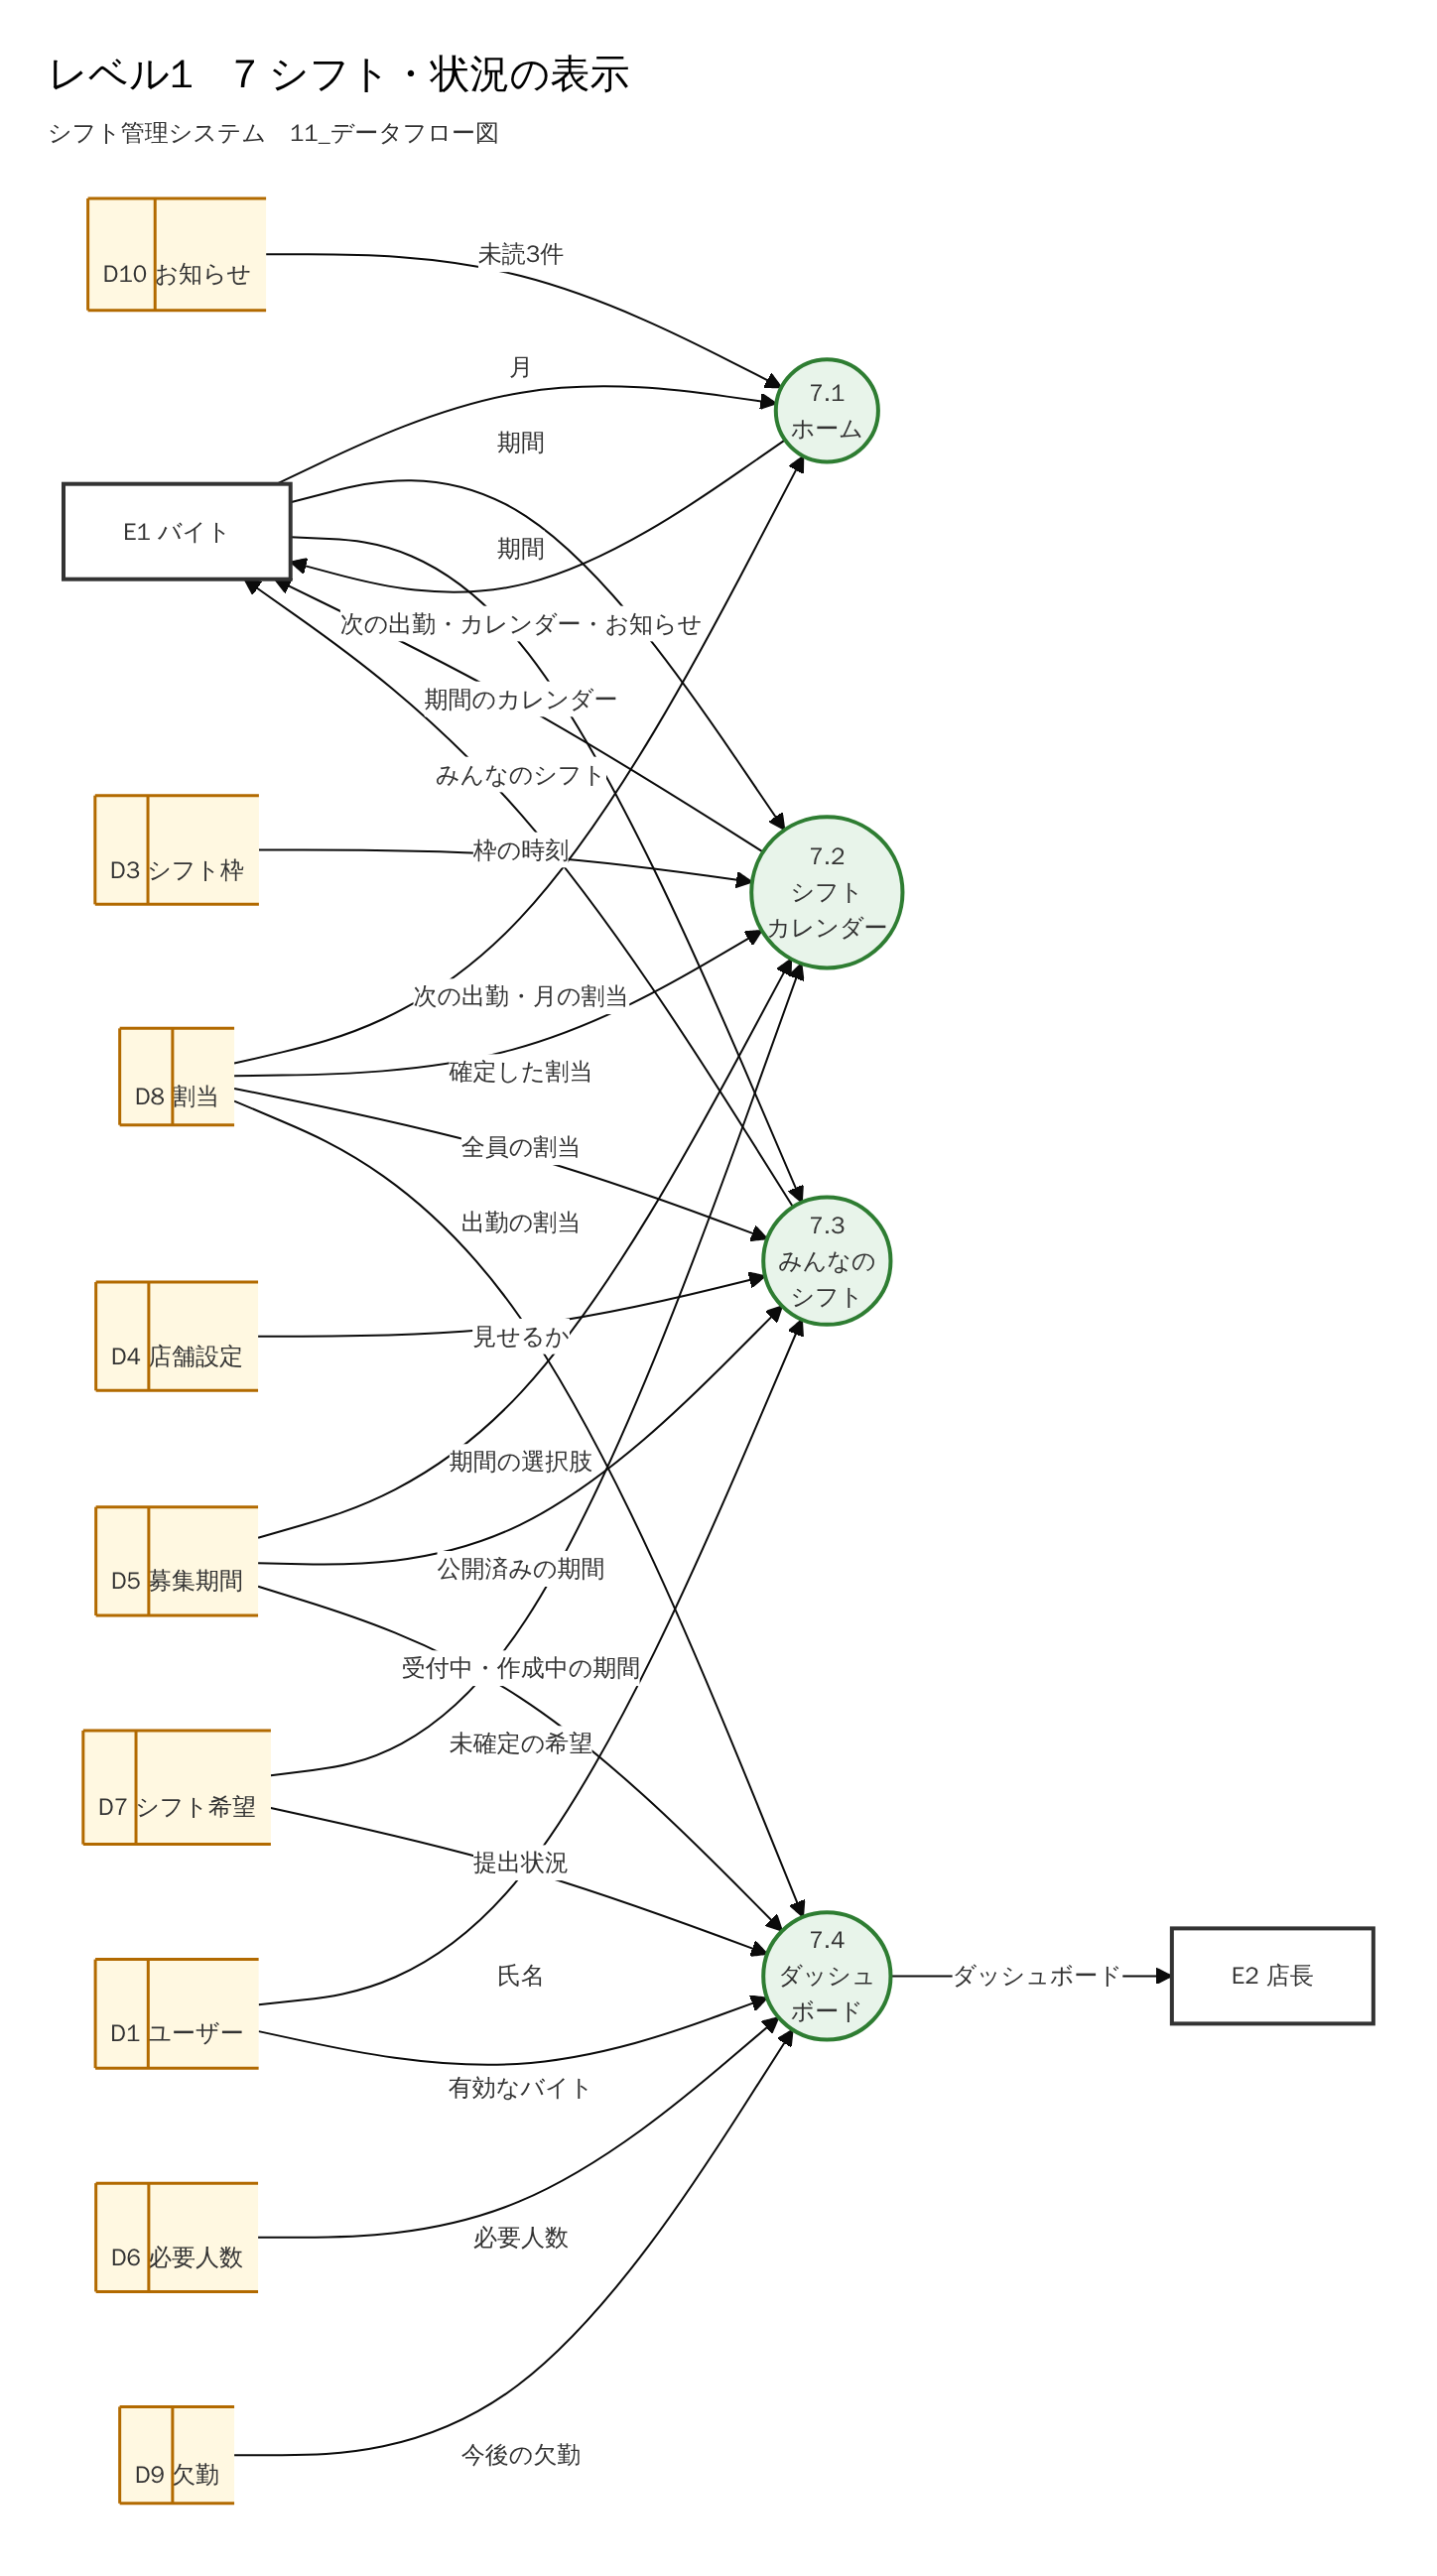 レベル1　7 シフト・状況の表示
シフト管理システム　11_データフロー図
D10 お知らせ
未読3件
月
7.1
ホーム
期間
E1 バイト
期間
次の出勤・カレンダー・お知らせ
期間のカレンダー
みんなのシフト
D3 シフト枠
枠の時刻
7.2
シフト
カレンダー
次の出勤・月の割当
確定した割当
D8 割当
全員の割当
出勤の割当
7.3
みんなの
シフト
D4 店舗設定
見せるか
期間の選択肢
D5 募集期間
公開済みの期間
受付中・作成中の期間
未確定の希望
D7 シフト希望
提出状況
氏名
7.4
ダッシュ
ボード
ダッシュボード
E2 店長
D1 ユーザー
有効なバイト
D6 必要人数
必要人数
今後の欠勤
D9 欠勤